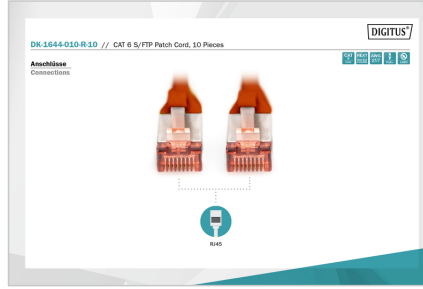 DIGITUS®
DK-1644-010-R-10 // CAT 6 S/FTP Patch Cord, 10 Pieces
Anschlüsse
Connections
RJ45